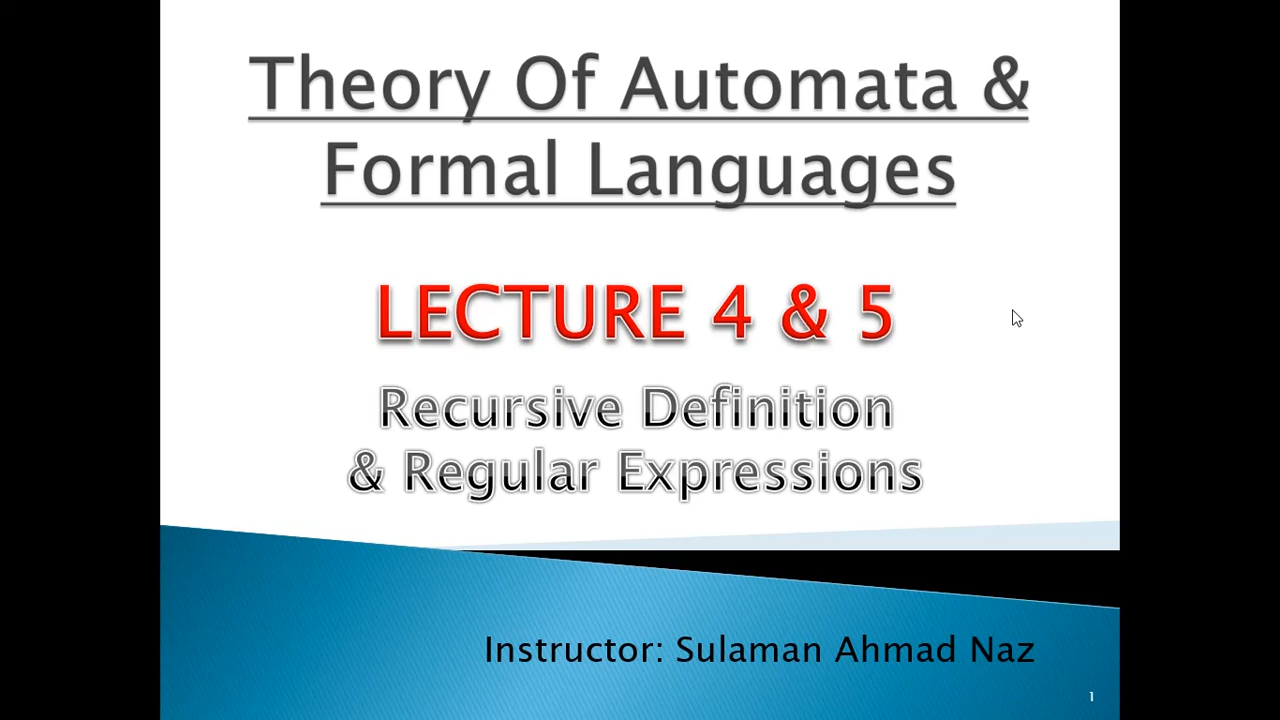 Theory Of Automata &
Formal Languages
LECTURE 4 & 5
Recursive Definition
& Regular Expressions
Instructor: Sulaman Ahmad Naz
1